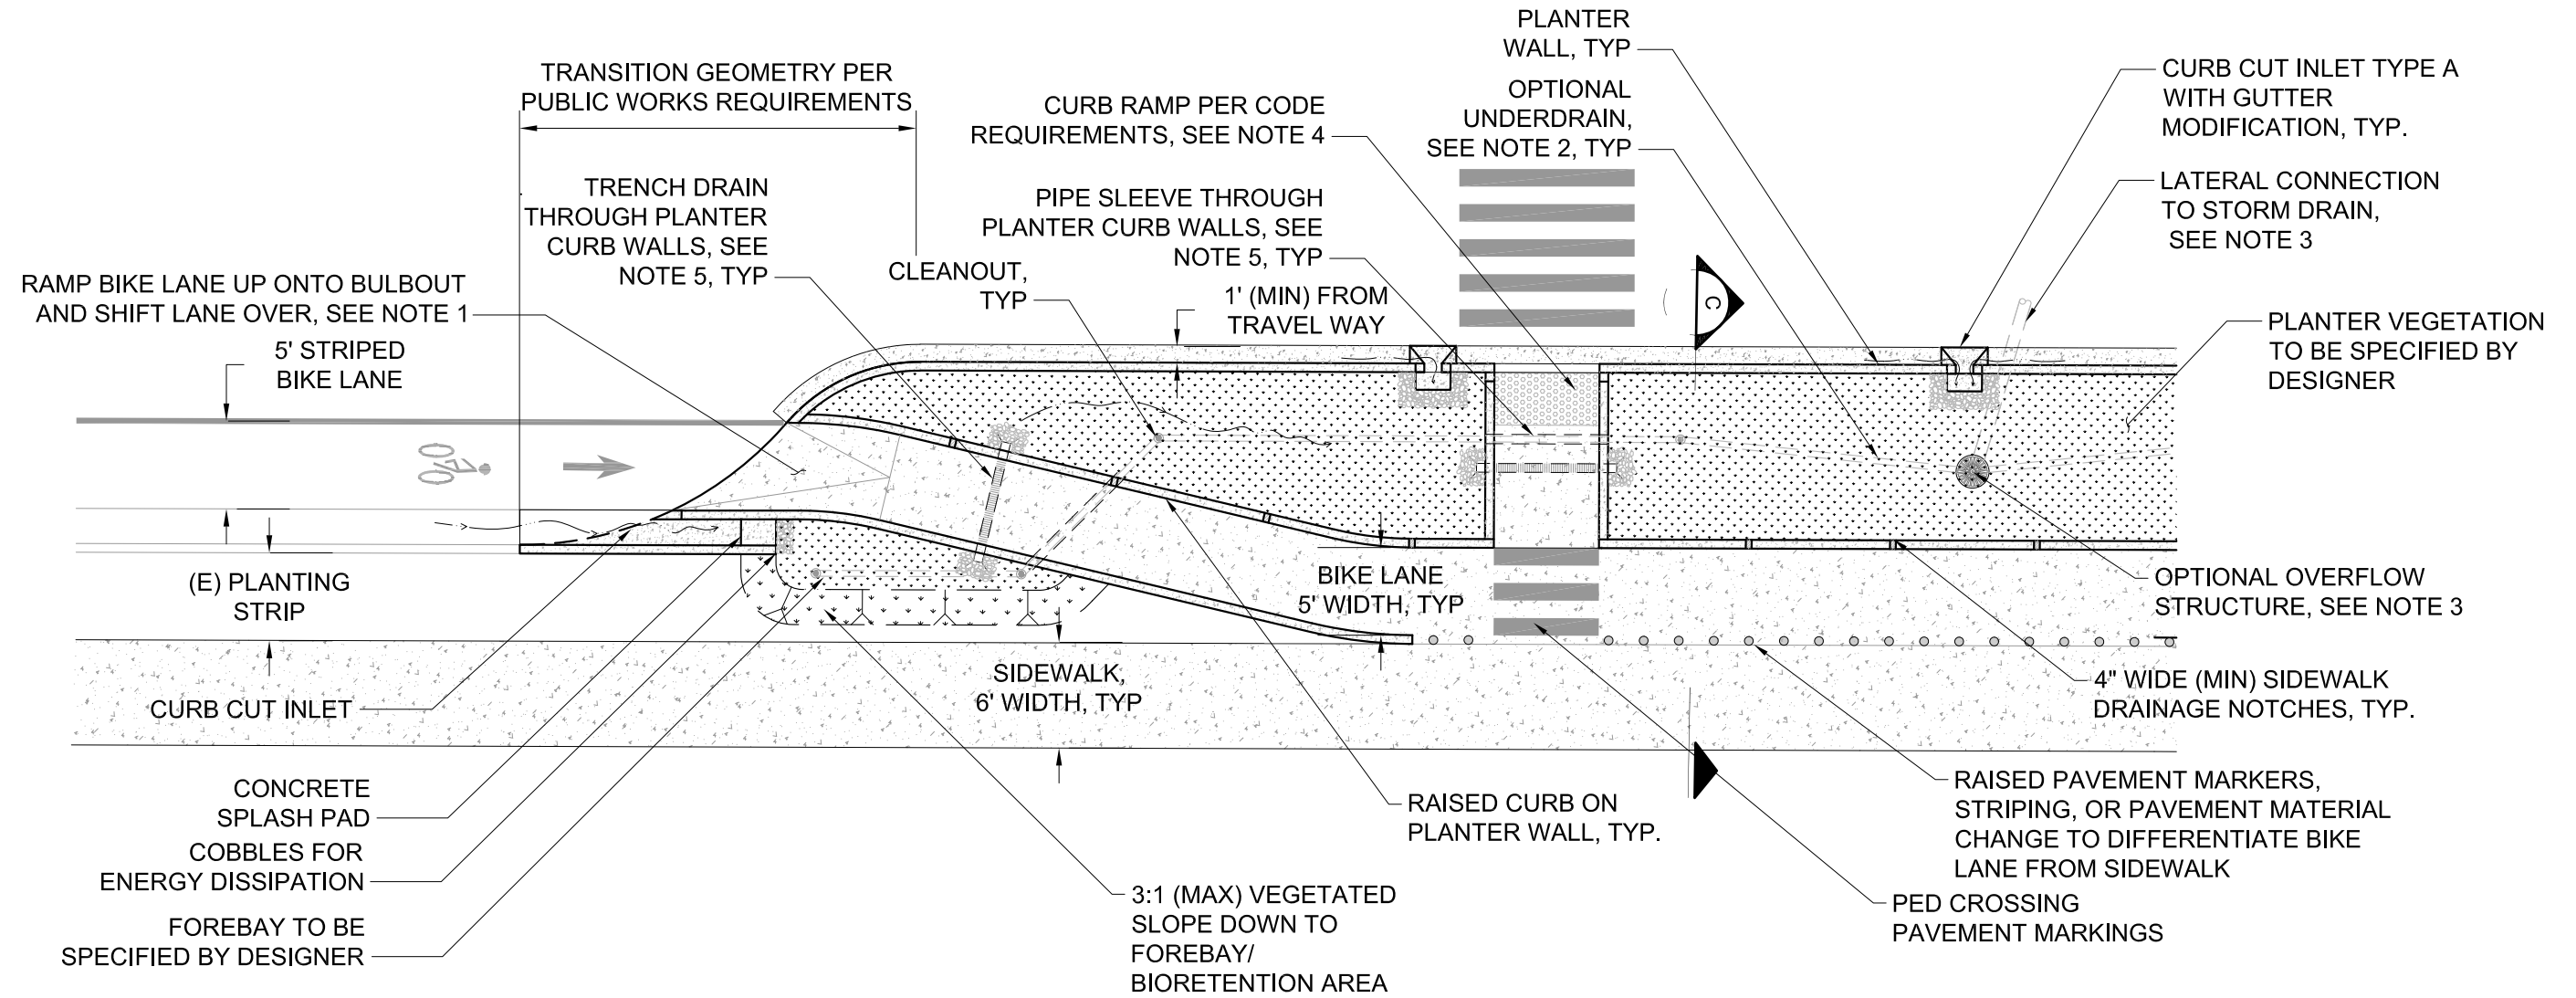 PLANTER
WALL, TYP
TRANSITION GEOMETRY PER
PUBLIC WORKS REQUIREMENTS
CURB RAMP PER CODE
REQUIREMENTS, SEE NOTE 4
OPTIONAL
UNDERDRAIN,
SEE NOTE 2, TYP
CURB CUT INLET TYPE A
WITH GUTTER
MODIFICATION, TYP.
TRENCH DRAIN
THROUGH PLANTER
CURB WALLS, SEE
NOTE 5, TYP
PIPE SLEEVE THROUGH
PLANTER CURB WALLS, SEE
NOTE 5, TYP
LATERAL CONNECTION
TO STORM DRAIN,
SEE NOTE 3
RAMP BIKE LANE UP ONTO BULBOUT
AND SHIFT LANE OVER, SEE NOTE 1
CLEANOUT,
TYP
1' (MIN) FROM
TRAVEL WAY
C
PLANTER VEGETATION
TO BE SPECIFIED BY
DESIGNER
5' STRIPED
BIKE LANE
(E) PLANTING
STRIP
BIKE LANE
5' WIDTH, TYP
OPTIONAL OVERFLOW
STRUCTURE, SEE NOTE 3
CURB CUT INLET
SIDEWALK,
6' WIDTH, TYP
4" WIDE (MIN) SIDEWALK
DRAINAGE NOTCHES, TYP.
CONCRETE
SPLASH PAD
COBBLES FOR
ENERGY DISSIPATION
FOREBAY TO BE
SPECIFIED BY DESIGNER
RAISED CURB ON
PLANTER WALL, TYP.
RAISED PAVEMENT MARKERS,
STRIPING, OR PAVEMENT MATERIAL
CHANGE TO DIFFERENTIATE BIKE
LANE FROM SIDEWALK
3:1 (MAX) VEGETATED
SLOPE DOWN TO
FOREBAY/
BIORETENTION AREA
PED CROSSING
PAVEMENT MARKINGS